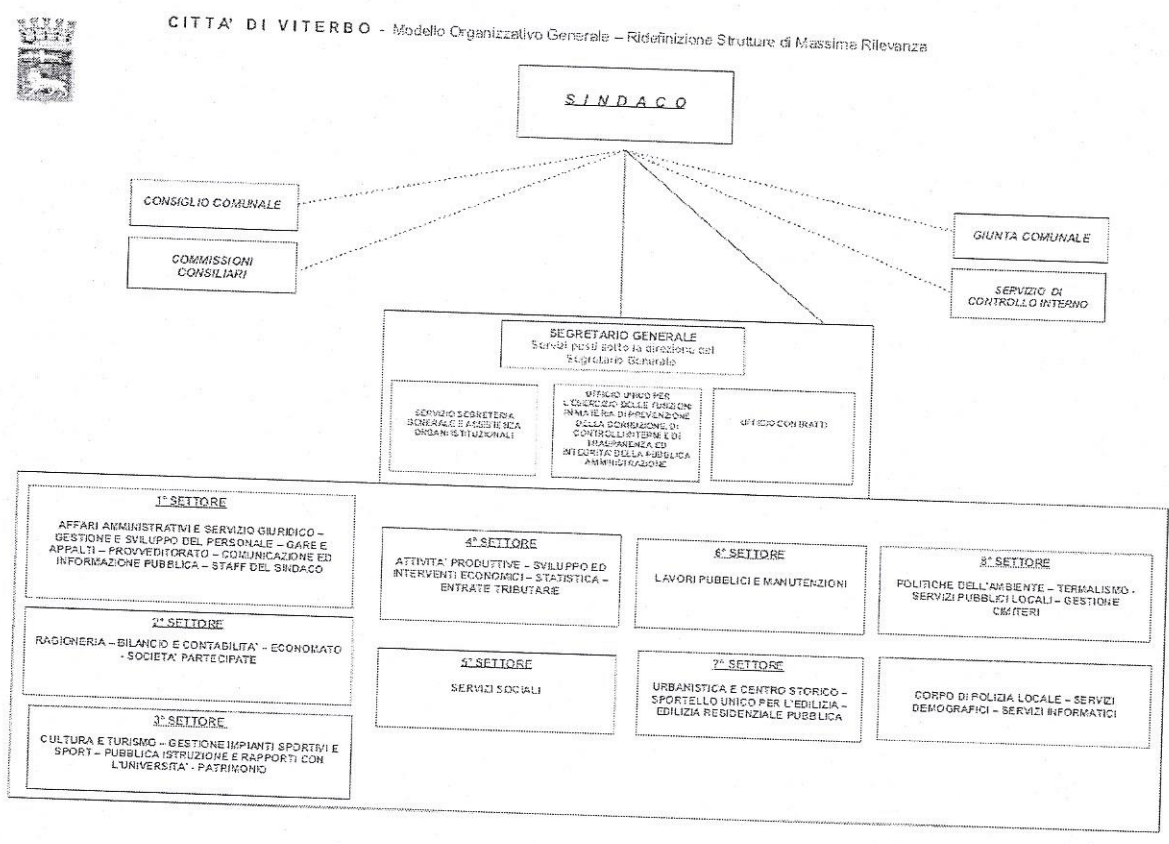 CITTA' DI VITERBO - Modello Organizzativo Generale – Ridefinizione Strutture di Massima Rilevanza
SINDACO
CONSIGLIO COMUNALE
COMMISSIONI
CONSILIARI
GIUNTA COMUNALE
SERVIZIO DI
CONTROLLO INTERNO
SEGRETARIO GENERALE
Servizi posti sotto la direzione del
Segretario Generale
SERVIZIO SEGRETERIA
GENERALE E ASSISTENZA
ORGANI ISTITUZIONALI
UFFICIO UNICO PER
L'ESERCIZIO DELLE FUNZIONI
IN MATERIA DI PREVENZIONE
DELLA CORRUZIONE, DI
CONTROLLI INTERNI E DI
TRASPARENZA ED
INTEGRITA' DELLA PUBBLICA
AMMINISTRAZIONE
UFFICIO CONTRATTI
1° SETTORE
AFFARI AMMINISTRATIVI E SERVIZIO GIURIDICO –
GESTIONE E SVILUPPO DEL PERSONALE – GARE E
APPALTI – PROVVEDITORATO – COMUNICAZIONE ED
INFORMAZIONE PUBBLICA – STAFF DEL SINDACO
2° SETTORE
RAGIONERIA – BILANCIO E CONTABILITA' – ECONOMATO
- SOCIETA' PARTECIPATE
3° SETTORE
CULTURA E TURISMO – GESTIONE IMPIANTI SPORTIVI E
SPORT – PUBBLICA ISTRUZIONE E RAPPORTI CON
L'UNIVERSITA' - PATRIMONIO
4° SETTORE
ATTIVITA' PRODUTTIVE – SVILUPPO ED
INTERVENTI ECONOMICI – STATISTICA –
ENTRATE TRIBUTARIE
5° SETTORE
SERVIZI SOCIALI
6° SETTORE
LAVORI PUBBLICI E MANUTENZIONI
7° SETTORE
URBANISTICA E CENTRO STORICO –
SPORTELLO UNICO PER L'EDILIZIA –
EDILIZIA RESIDENZIALE PUBBLICA
8° SETTORE
POLITICHE DELL'AMBIENTE – TERMALISMO -
SERVIZI PUBBLICI LOCALI – GESTIONE
CIMITERI
CORPO DI POLIZIA LOCALE – SERVIZI
DEMOGRAFICI – SERVIZI INFORMATICI